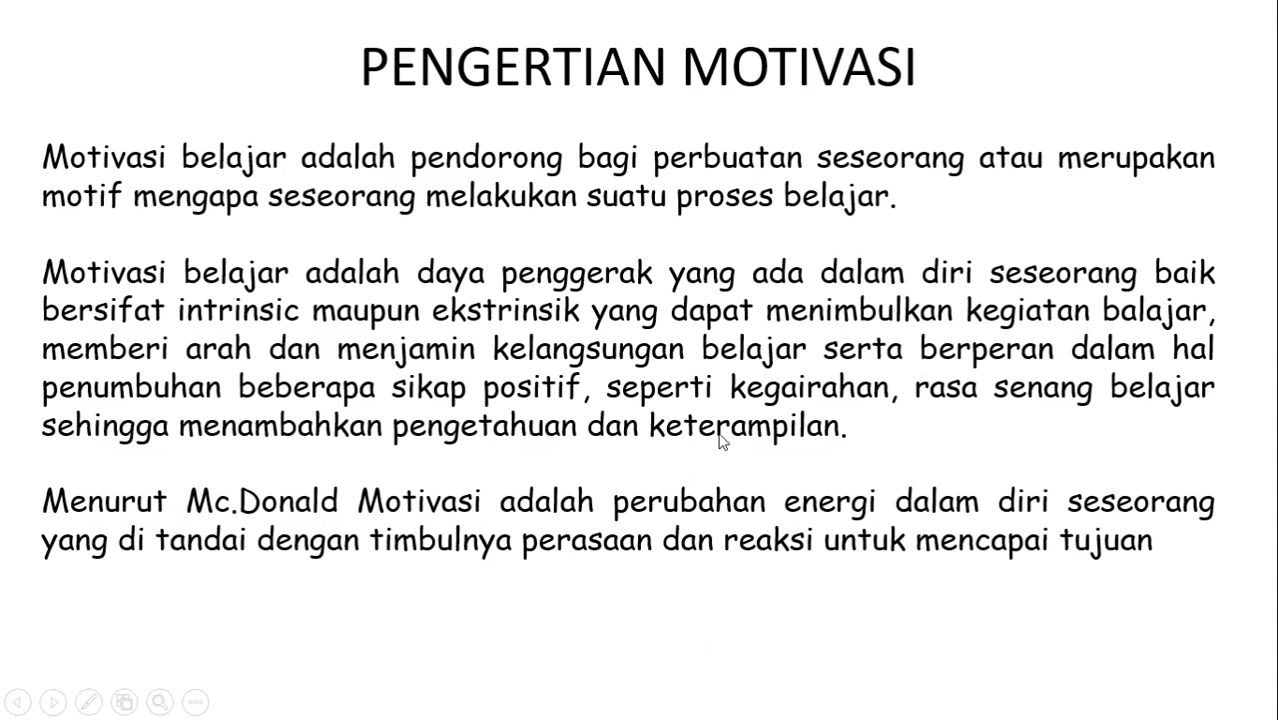 PENGERTIAN MOTIVASI
Motivasi belajar adalah pendorong bagi perbuatan seseorang atau merupakan
motif mengapa seseorang melakukan suatu proses belajar.
Motivasi belajar adalah daya penggerak yang ada dalam diri seseorang baik
bersifat intrinsic maupun ekstrinsik yang dapat menimbulkan kegiatan balajar,
memberi arah dan menjamin kelangsungan belajar serta berperan dalam hal
penumbuhan beberapa sikap positif, seperti kegairahan, rasa senang belajar
sehingga menambahkan pengetahuan dan keterampilan.
Menurut Mc.Donald Motivasi adalah perubahan energi dalam diri seseorang
yang di tandai dengan timbulnya perasaan dan reaksi untuk mencapai tujuan